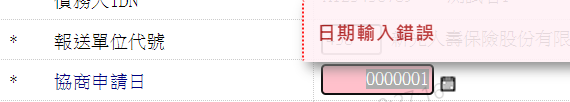 債務人IDN
* 報送單位代號 人壽保險股份有限
日期輸入錯誤
* 協商申請日 0000001